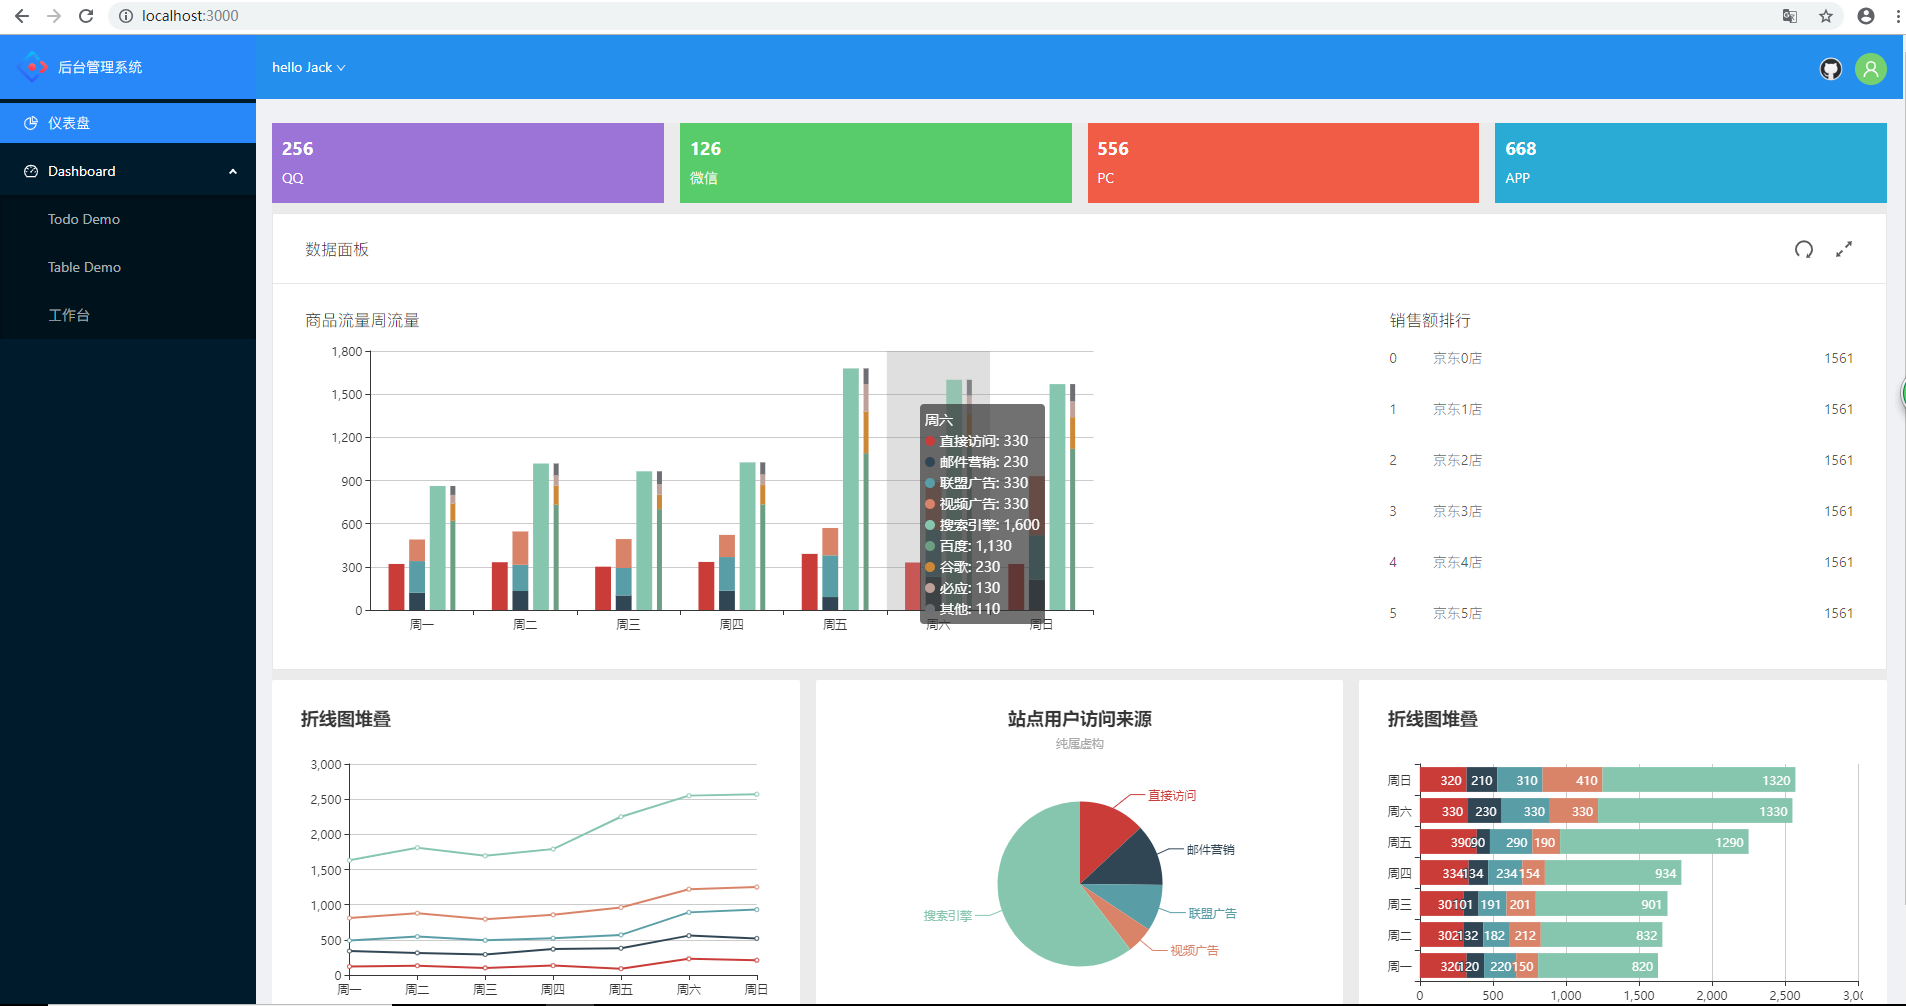 localhost:3000
后台管理系统
hello Jack
仪表盘
Dashboard
Todo Demo
Table Demo
工作台
256
QQ
126
微信
556
PC
668
APP
数据面板
商品流量周流量
1,800
1,500
1,200
900
600
300
0
周一 周二 周三 周四 周五 周六 周日
周六
直接访问: 330
邮件营销: 230
联盟广告: 330
视频广告: 330
搜索引擎: 1,600
百度: 1,130
谷歌: 230
必应: 130
其他: 110
销售额排行
0 京东0店 1561
1 京东1店 1561
2 京东2店 1561
3 京东3店 1561
4 京东4店 1561
5 京东5店 1561
折线图堆叠
3,000
2,500
2,000
1,500
1,000
500
0
周一 周二 周三 周四 周五 周六 周日
站点用户访问来源
纯属虚构
直接访问
邮件营销
联盟广告
视频广告
搜索引擎
折线图堆叠
周日 320 210 310 410 1320
周六 330 230 330 330 1330
周五 390 90 290 190 1290
周四 334 134 234 154 934
周三 301 101 191 201 901
周二 302 132 182 212 832
周一 320 120 220 150 820
0 500 1,000 1,500 2,000 2,500